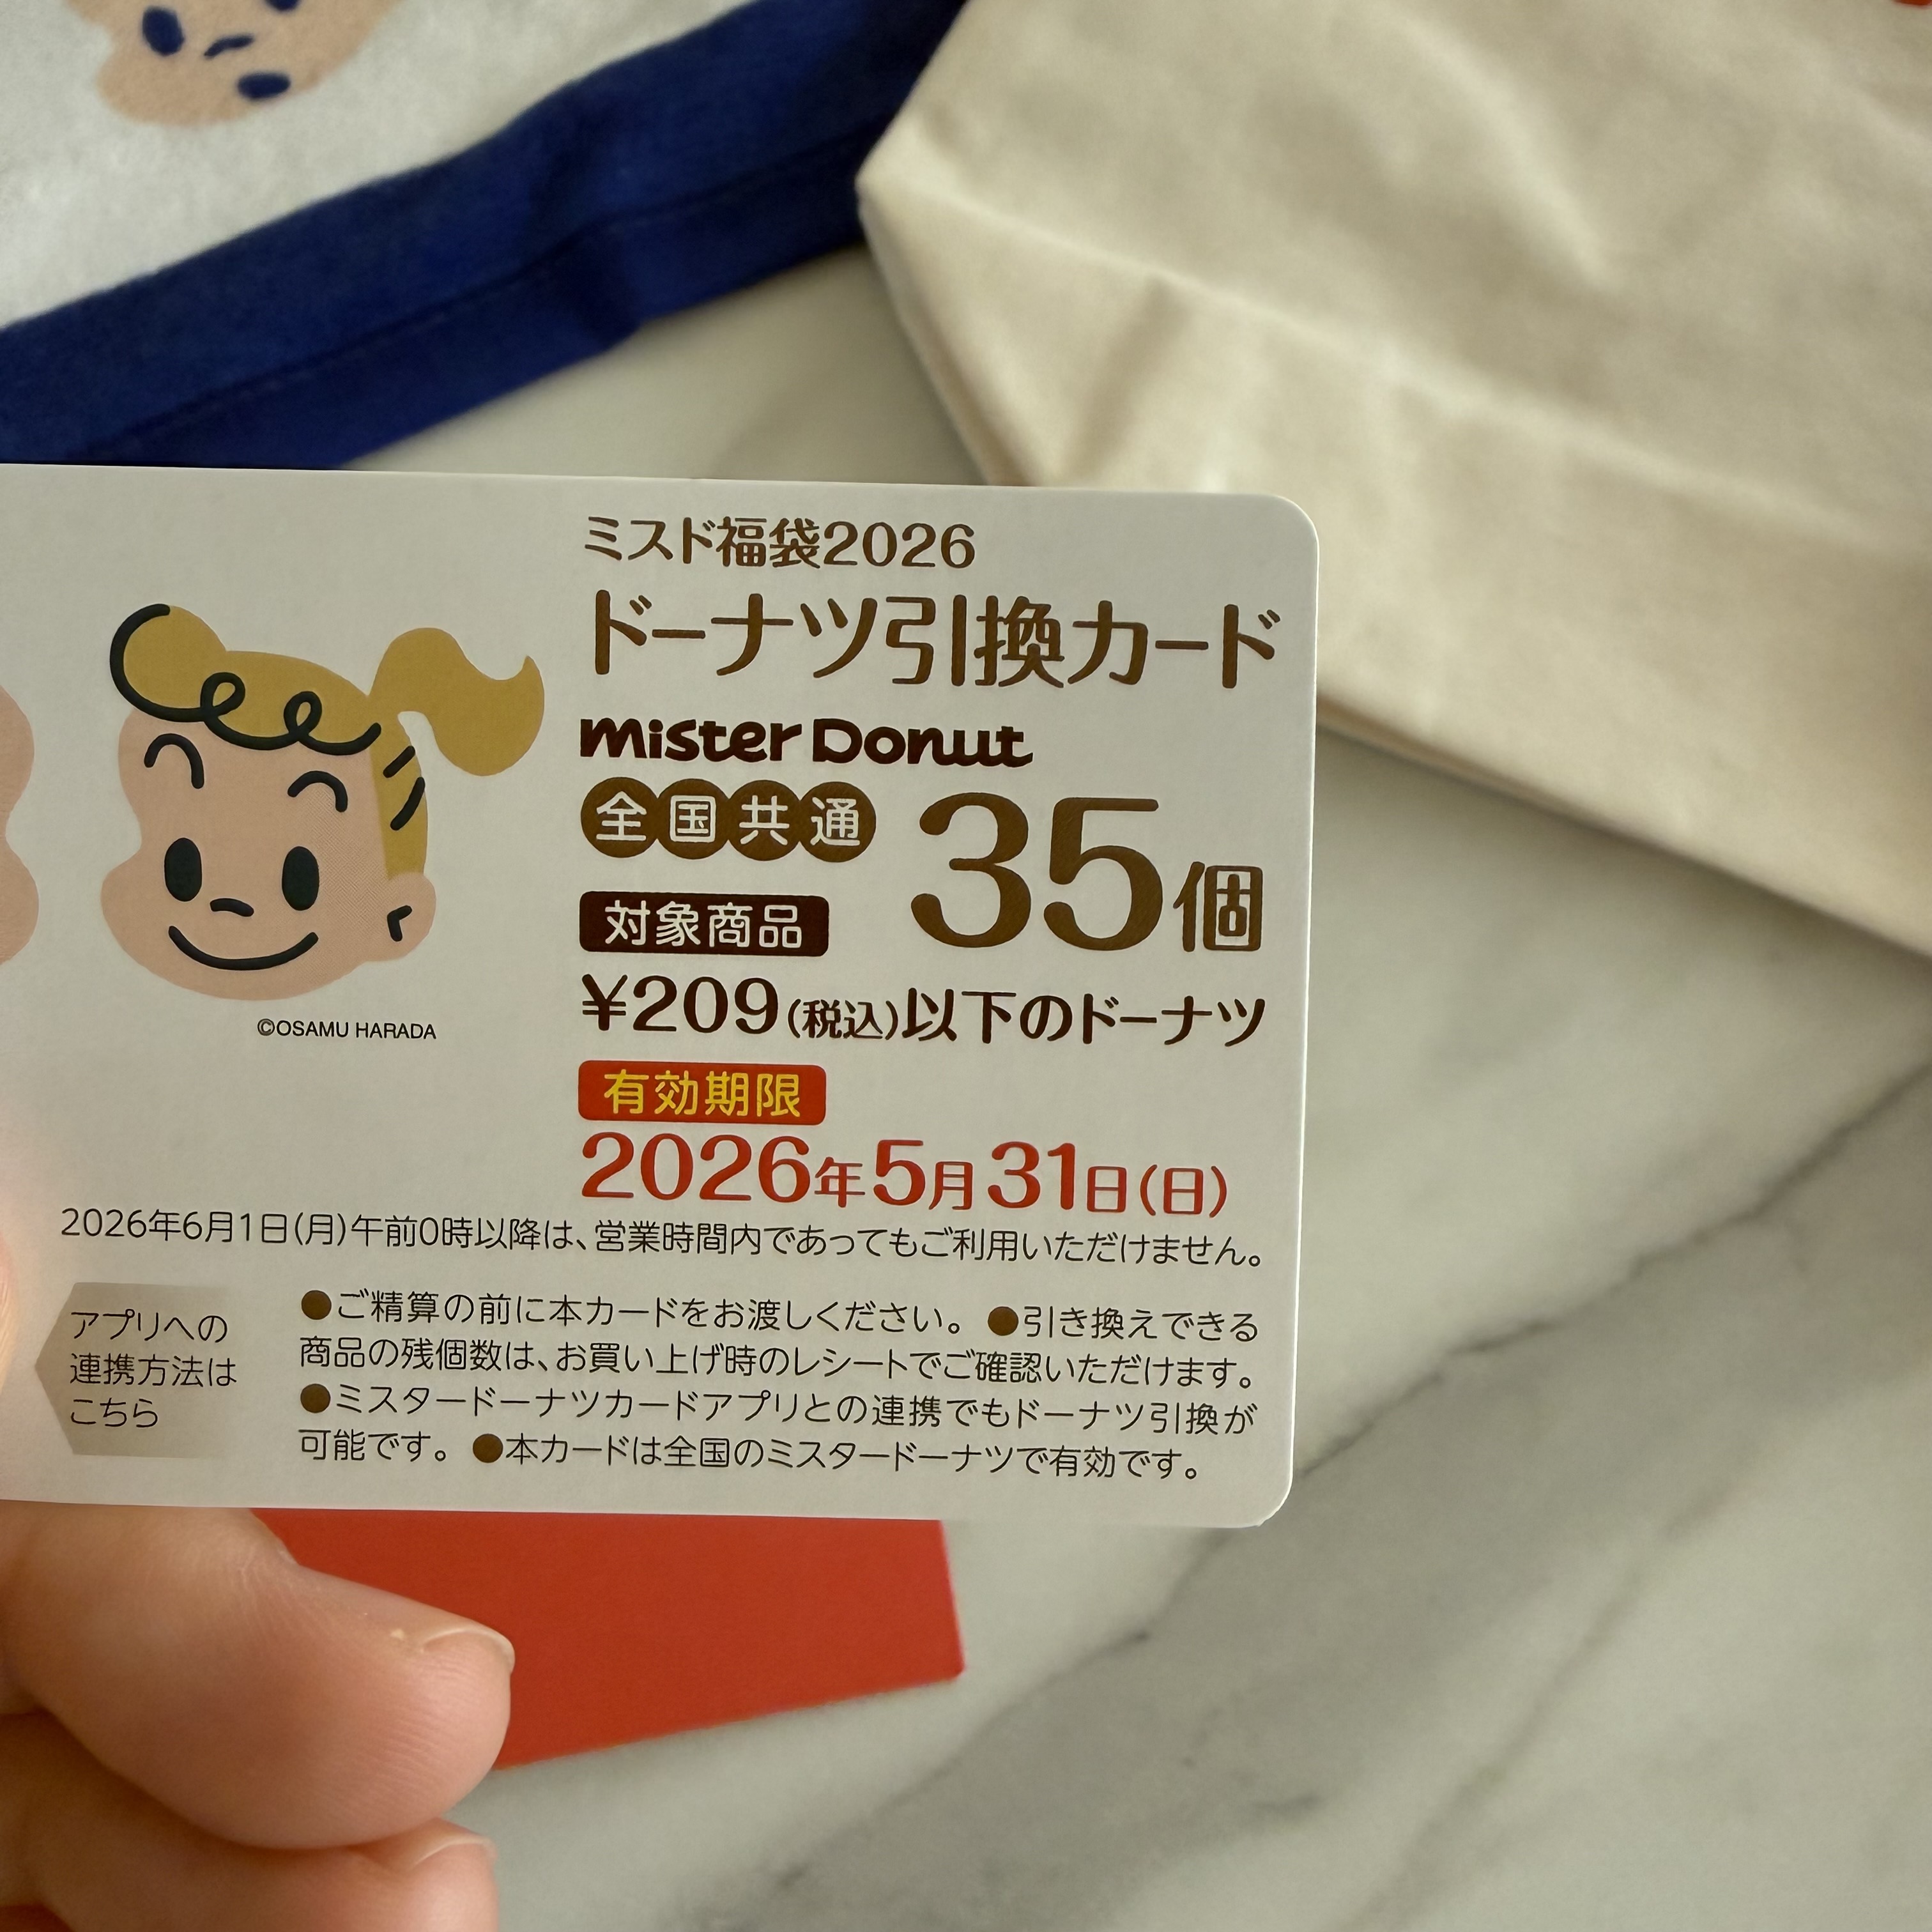 ミスド福袋2026
ドーナツ引換カード
mister Donut
全国共通
35個
対象商品
¥209(税込)以下のドーナツ
©OSAMU HARADA
有効期限
2026年5月31日(日)
2026年6月1日(月)午前0時以降は、営業時間内であってもご利用いただけません。
アプリへの
連携方法は
こちら
●ご精算の前に本カードをお渡しください。 ●引き換えできる
商品の残個数は、お買い上げ時のレシートでご確認いただけます。
●ミスタードーナツカードアプリとの連携でもドーナツ引換が
可能です。 ●本カードは全国のミスタードーナツで有効です。